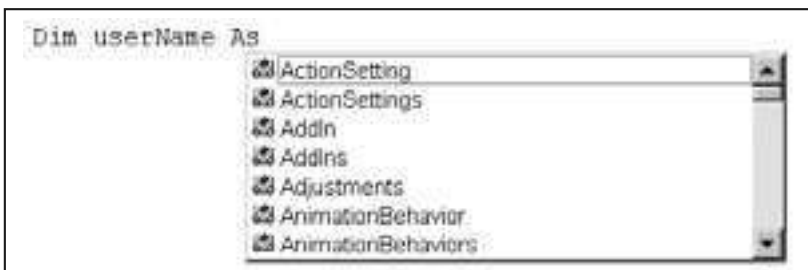 Dim userName As
ActionSetting
ActionSettings
AddIn
AddIns
Adjustments
AnimationBehavior
AnimationBehaviors